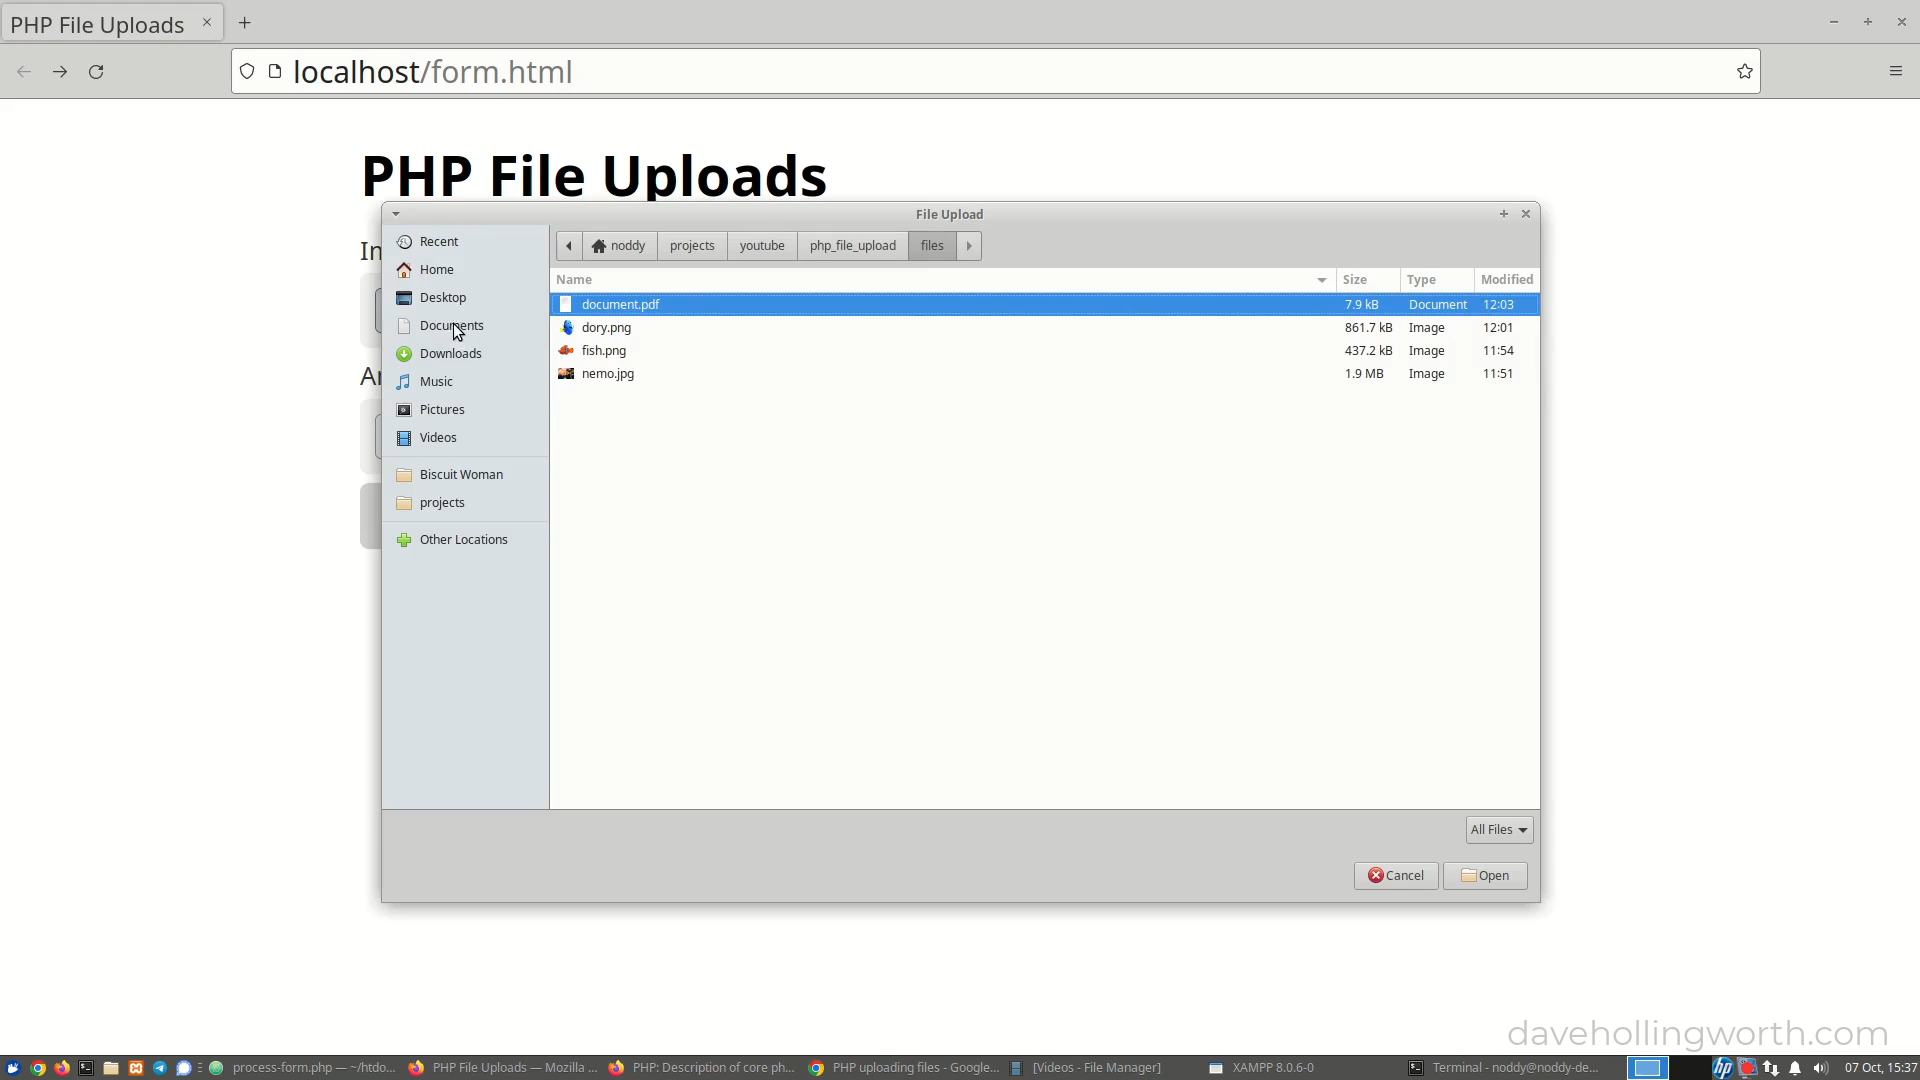 PHP File Uploads
localhost/form.html
PHP File Uploads
File Upload
Recent
Home
Desktop
Documents
Downloads
Music
Pictures
Videos
Biscuit Woman
projects
Other Locations
noddy projects youtube php_file_upload files
Name Size Type Modified
document.pdf 7.9 kB Document 12:03
dory.png 861.7 kB Image 12:01
fish.png 437.2 kB Image 11:54
nemo.jpg 1.9 MB Image 11:51
All Files
Cancel Open
davehollingworth.com
process-form.php — ~/htdo... PHP File Uploads — Mozilla ... PHP: Description of core ph... PHP uploading files - Google... [Videos - File Manager] XAMPP 8.0.6-0 Terminal - noddy@noddy-de... hp 07 Oct, 15:37